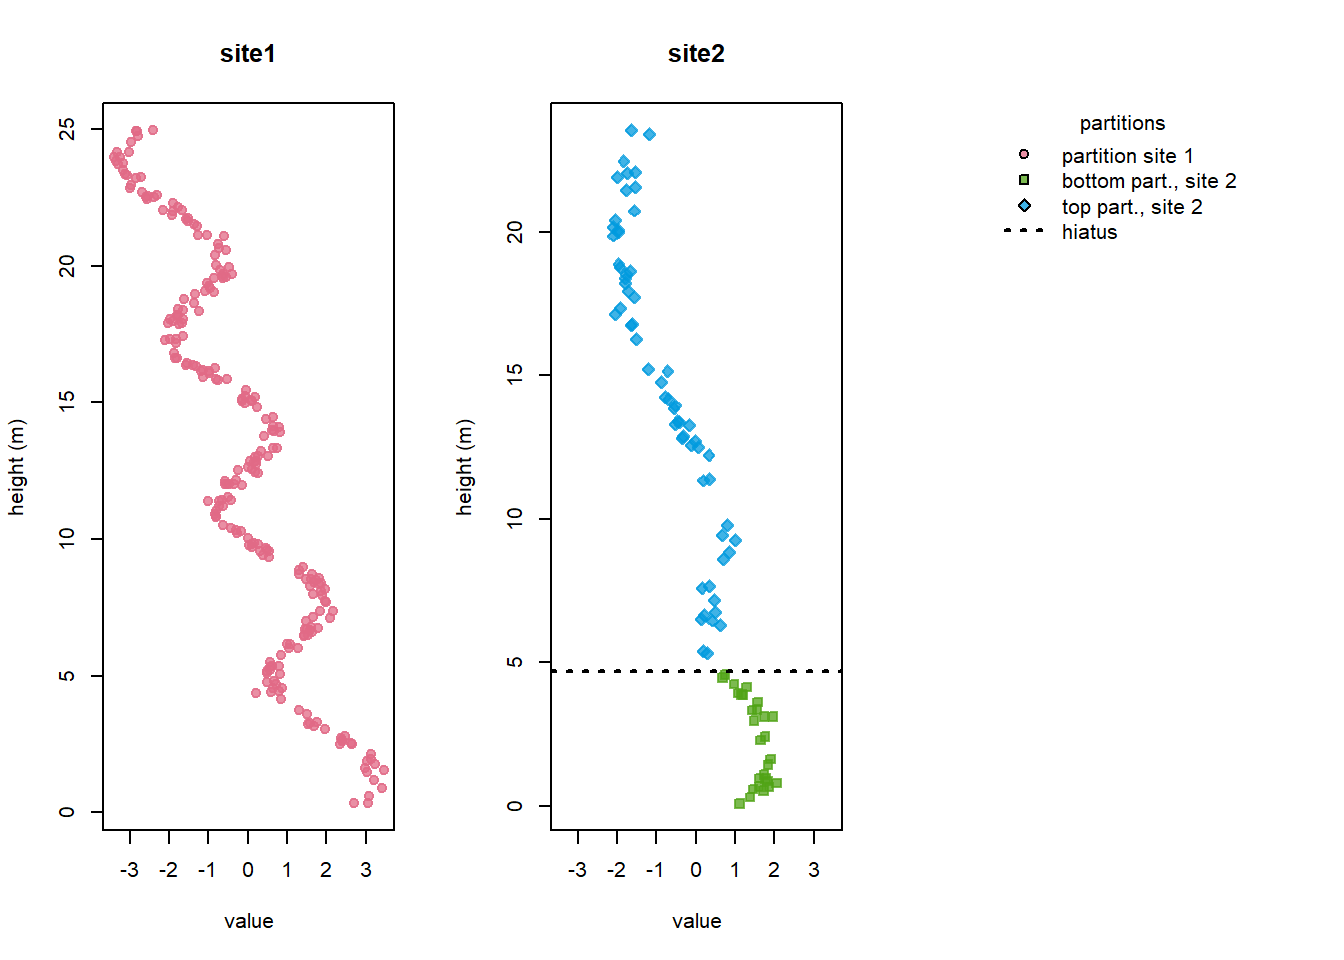 site1
site2
25
20
15
10
5
0
height (m)
-3 -2 -1 0 1 2 3
value
20
15
10
5
0
height (m)
-3 -2 -1 0 1 2 3
value
partitions
partition site 1
bottom part., site 2
top part., site 2
hiatus